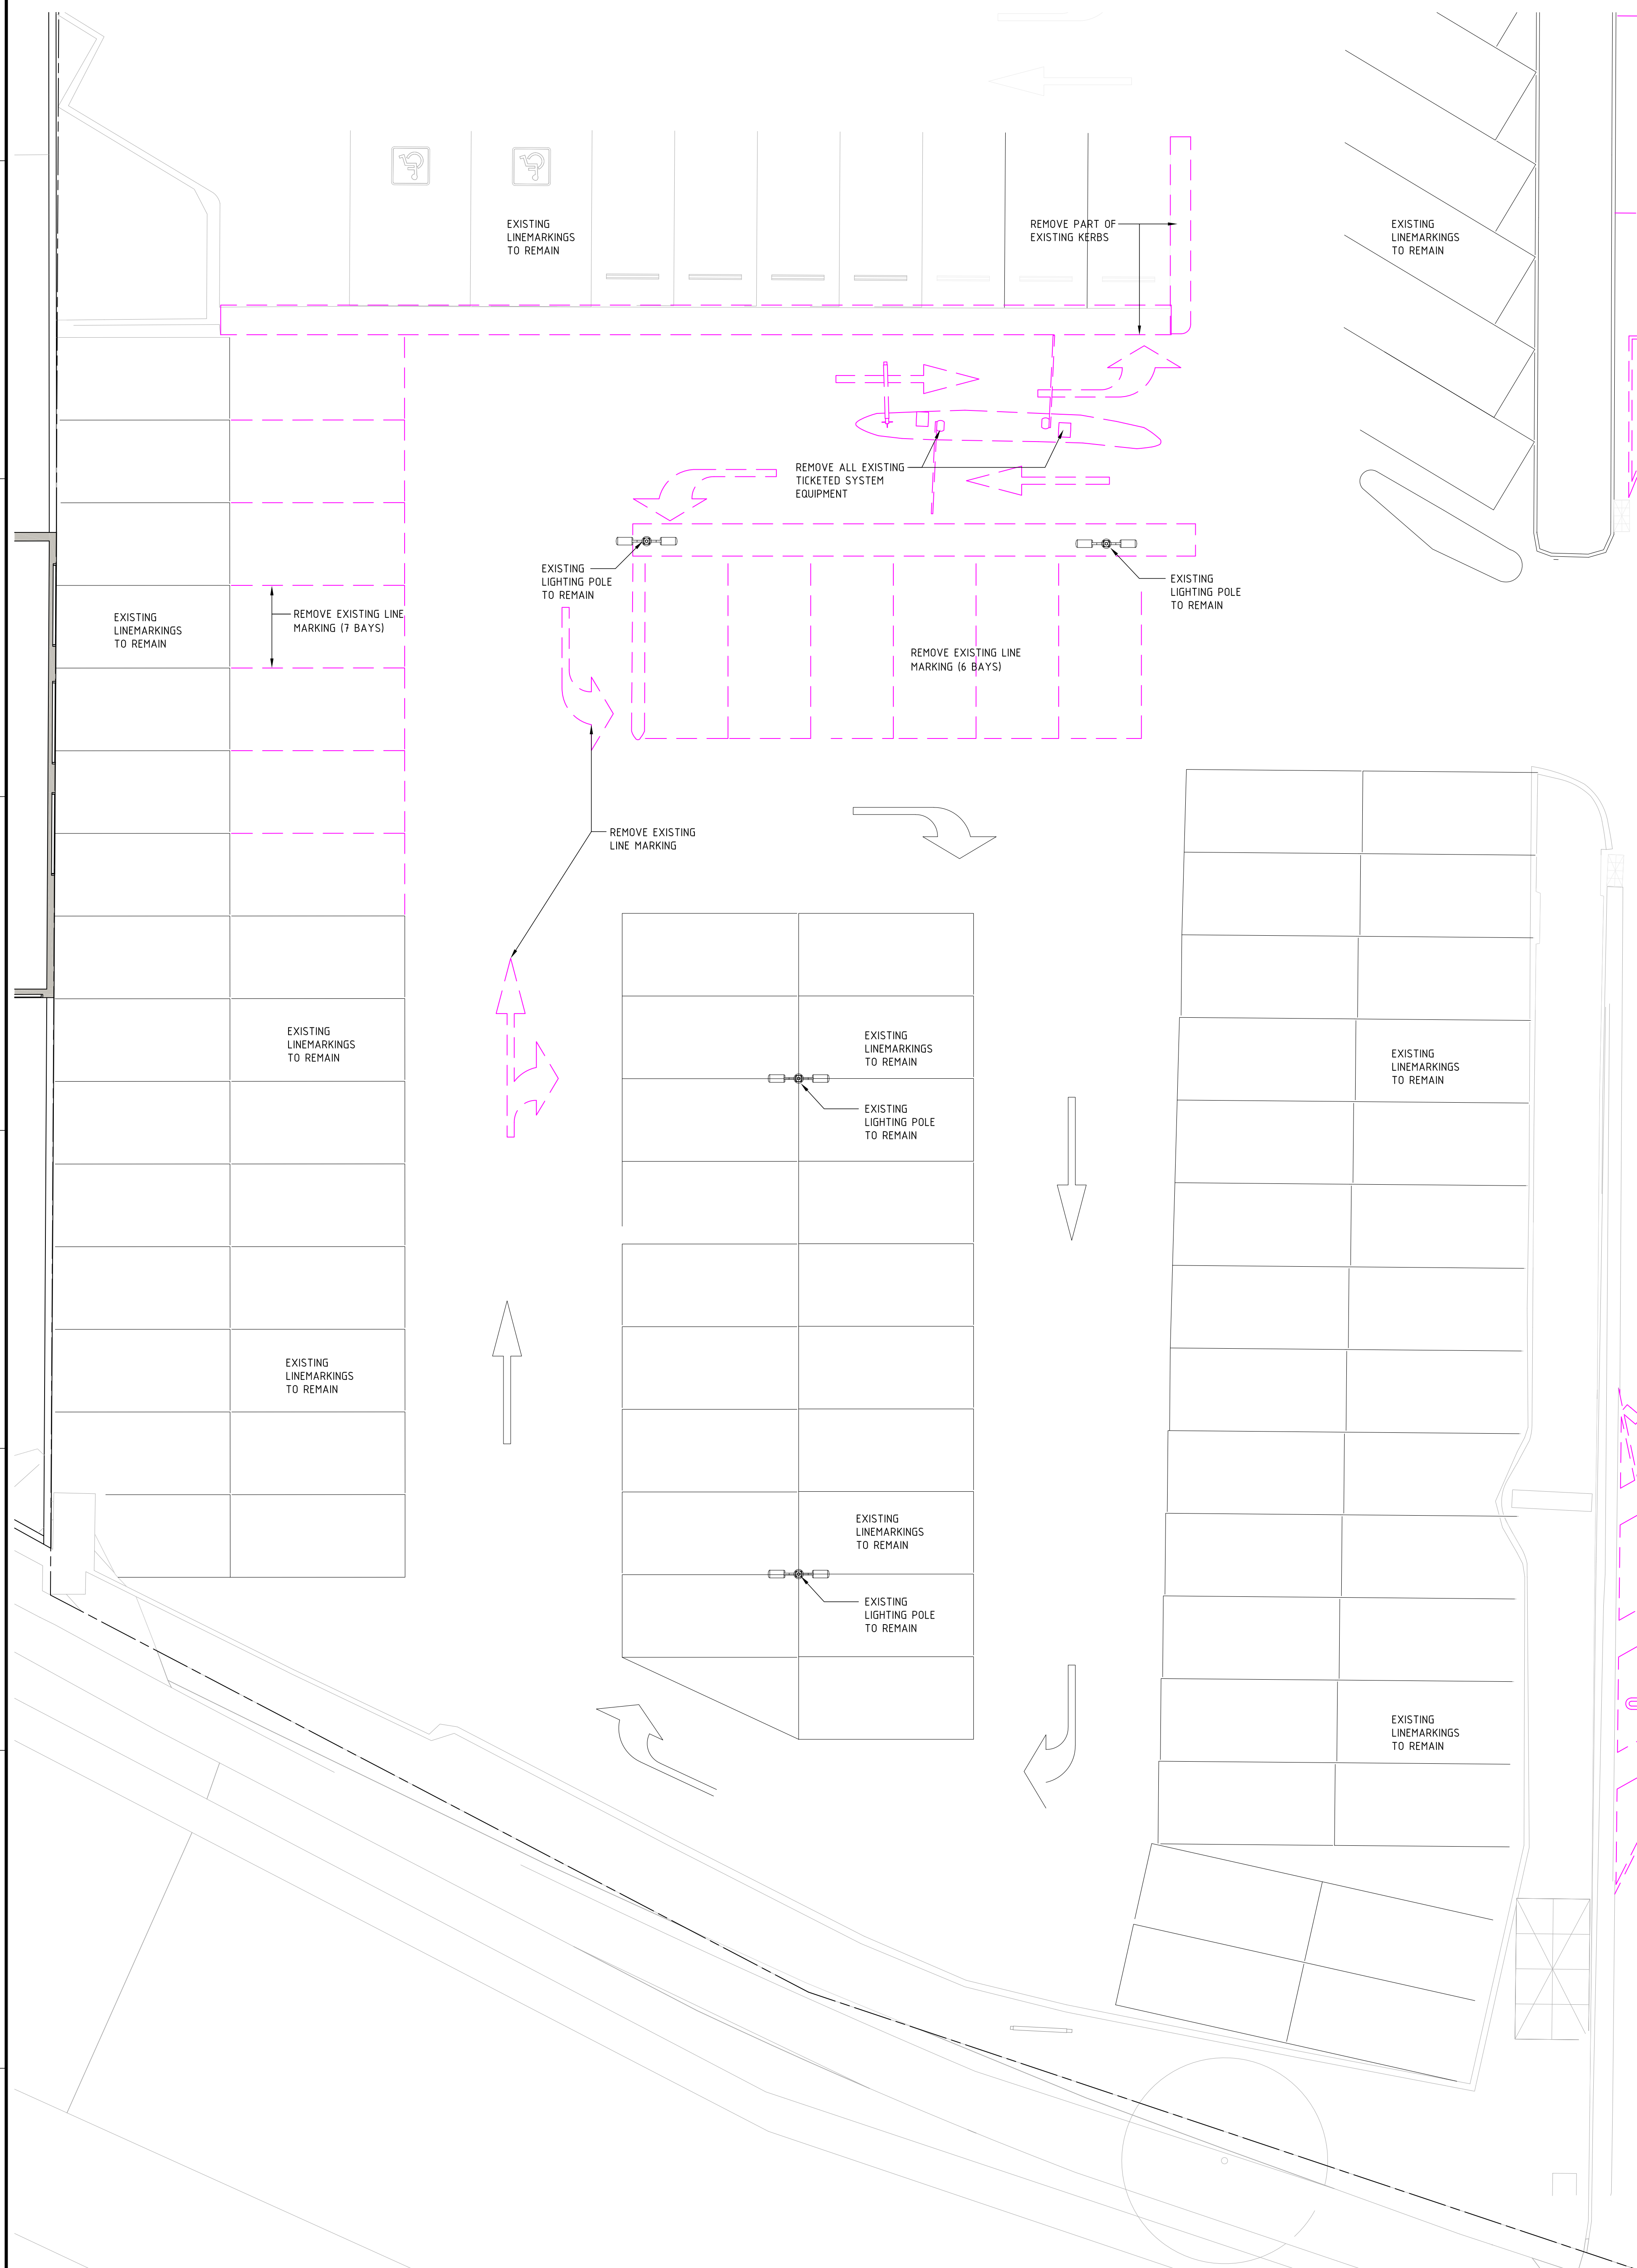 EXISTING
LINEMARKINGS
TO REMAIN
REMOVE PART OF
EXISTING KERBS
EXISTING
LINEMARKINGS
TO REMAIN
REMOVE ALL EXISTING
TICKETED SYSTEM
EQUIPMENT
EXISTING
LIGHTING POLE
TO REMAIN
EXISTING
LIGHTING POLE
TO REMAIN
EXISTING
LINEMARKINGS
TO REMAIN
REMOVE EXISTING LINE
MARKING (7 BAYS)
REMOVE EXISTING LINE
MARKING (6 BAYS)
REMOVE EXISTING
LINE MARKING
EXISTING
LINEMARKINGS
TO REMAIN
EXISTING
LINEMARKINGS
TO REMAIN
EXISTING
LINEMARKINGS
TO REMAIN
EXISTING
LIGHTING POLE
TO REMAIN
EXISTING
LINEMARKINGS
TO REMAIN
EXISTING
LINEMARKINGS
TO REMAIN
EXISTING
LIGHTING POLE
TO REMAIN
EXISTING
LINEMARKINGS
TO REMAIN